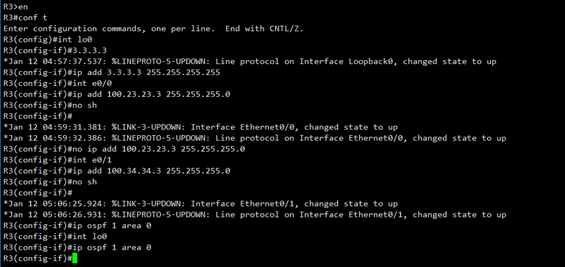 R3>en
R3#conf t
Enter configuration commands, one per line.  End with CNTL/Z.
R3(config)#int lo0
R3(config-if)#3.3.3.3
*Jan 12 04:57:37.537: %LINEPROTO-5-UPDOWN: Line protocol on Interface Loopback0, changed state to up
R3(config-if)#ip add 3.3.3.3 255.255.255.255
R3(config-if)#int e0/0
R3(config-if)#ip add 100.23.23.3 255.255.255.0
R3(config-if)#no sh
R3(config-if)#
*Jan 12 04:59:31.381: %LINK-3-UPDOWN: Interface Ethernet0/0, changed state to up
*Jan 12 04:59:32.386: %LINEPROTO-5-UPDOWN: Line protocol on Interface Ethernet0/0, changed state to up
R3(config-if)#no ip add 100.23.23.3 255.255.255.0
R3(config-if)#int e0/1
R3(config-if)#ip add 100.34.34.3 255.255.255.0
R3(config-if)#no sh
R3(config-if)#
*Jan 12 05:06:25.924: %LINK-3-UPDOWN: Interface Ethernet0/1, changed state to up
*Jan 12 05:06:26.931: %LINEPROTO-5-UPDOWN: Line protocol on Interface Ethernet0/1, changed state to up
R3(config-if)#ip ospf 1 area 0
R3(config-if)#int lo0
R3(config-if)#ip ospf 1 area 0
R3(config-if)#